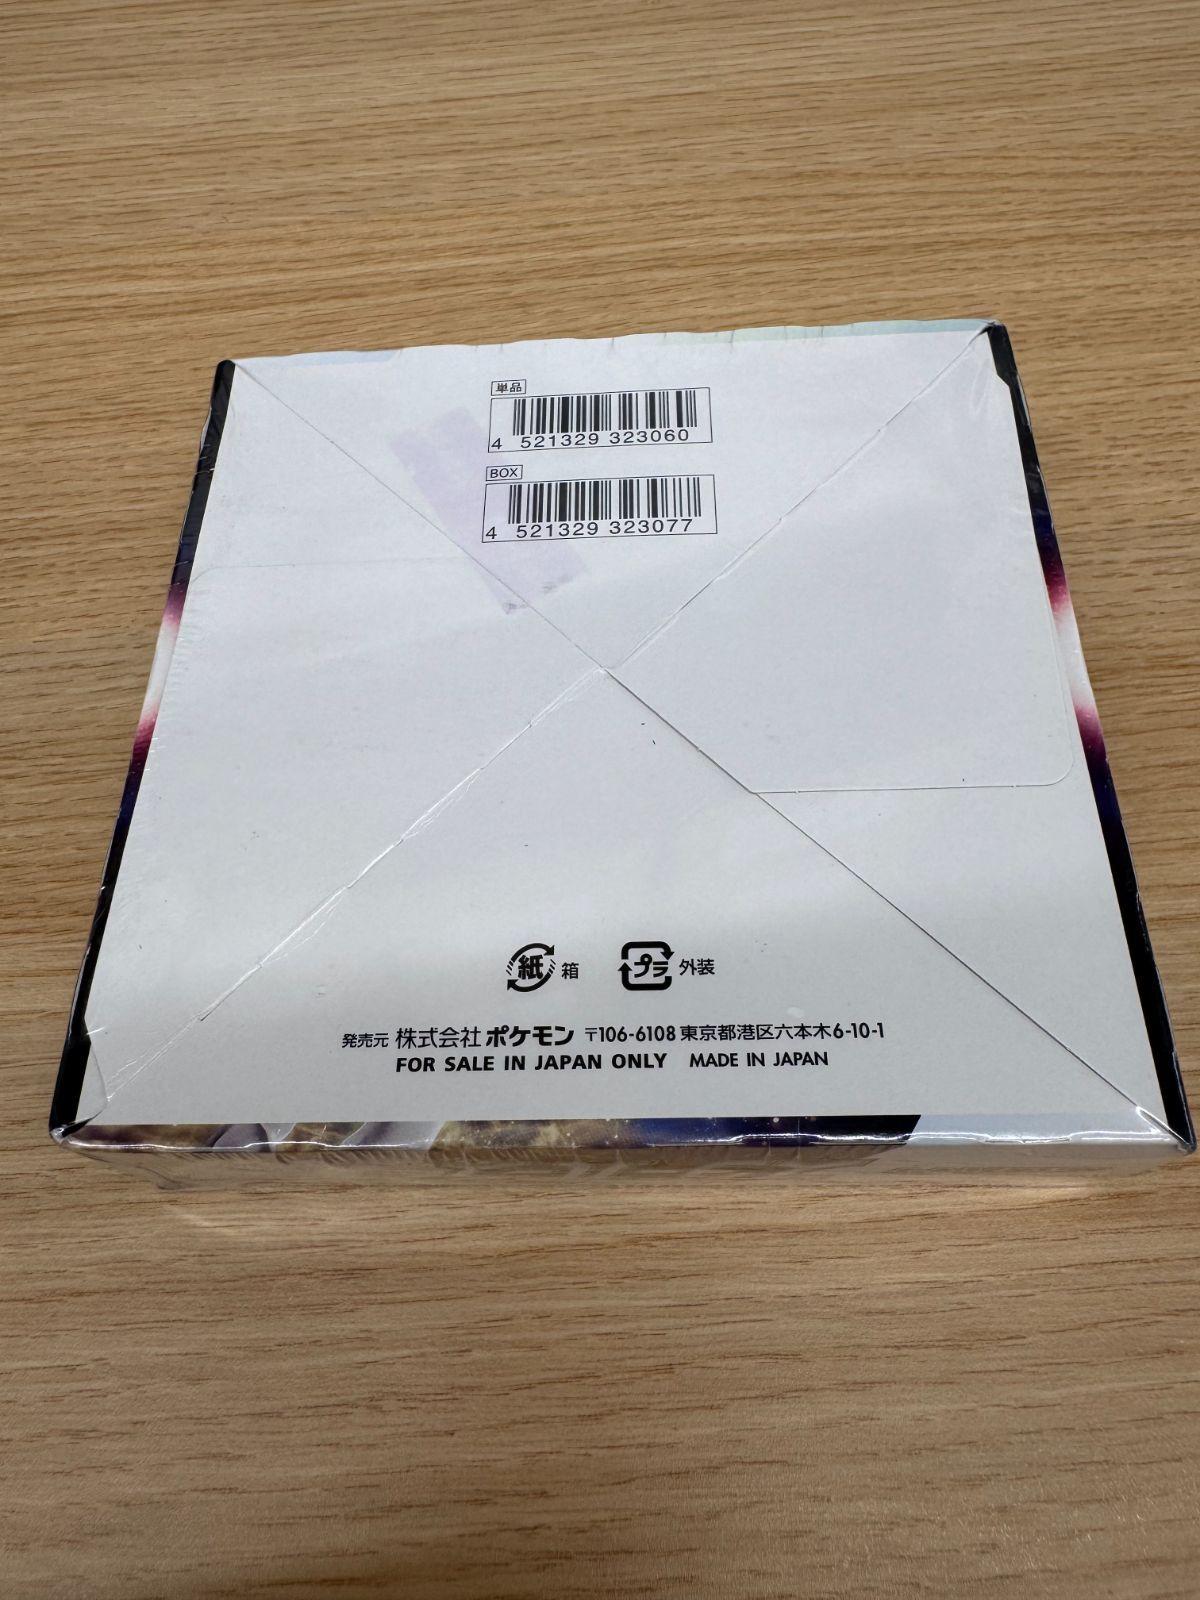 単品
4 521329 323060
BOX
4 521329 323077
紙 箱 プラ 外装
発売元 株式会社 ポケモン 〒106-6108 東京都港区六本木6-10-1
FOR SALE IN JAPAN ONLY MADE IN JAPAN